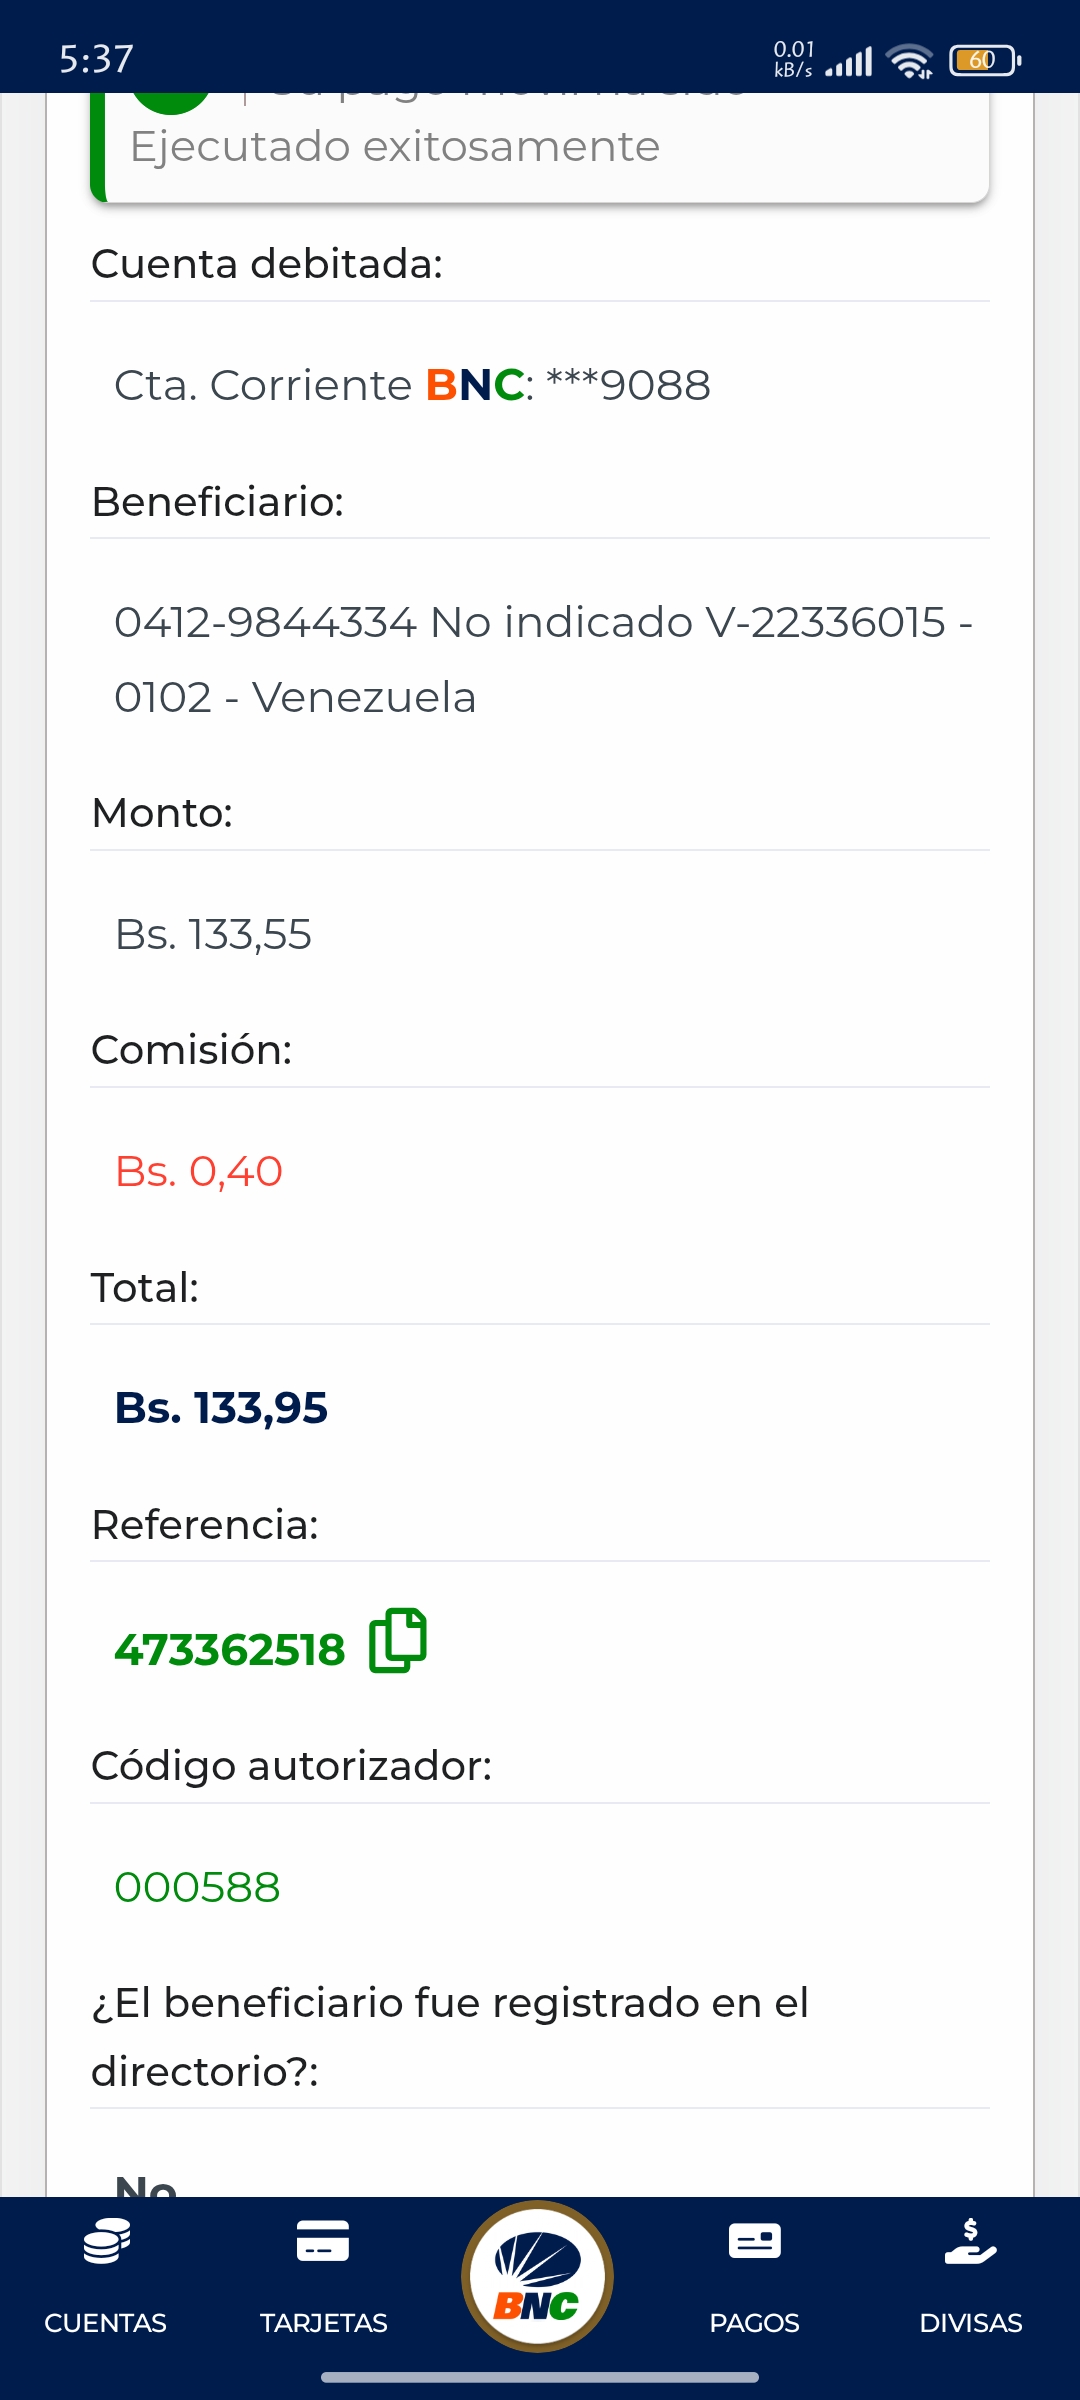 5:37
0.01
kB/s
60
Ejecutado exitosamente
Cuenta debitada:
Cta. Corriente BNC: ***9088
Beneficiario:
0412-9844334 No indicado V-22336015 -
0102 - Venezuela
Monto:
Bs. 133,55
Comisión:
Bs. 0,40
Total:
Bs. 133,95
Referencia:
473362518
Código autorizador:
000588
¿El beneficiario fue registrado en el
directorio?:
No
CUENTAS
TARJETAS
BNC
PAGOS
DIVISAS